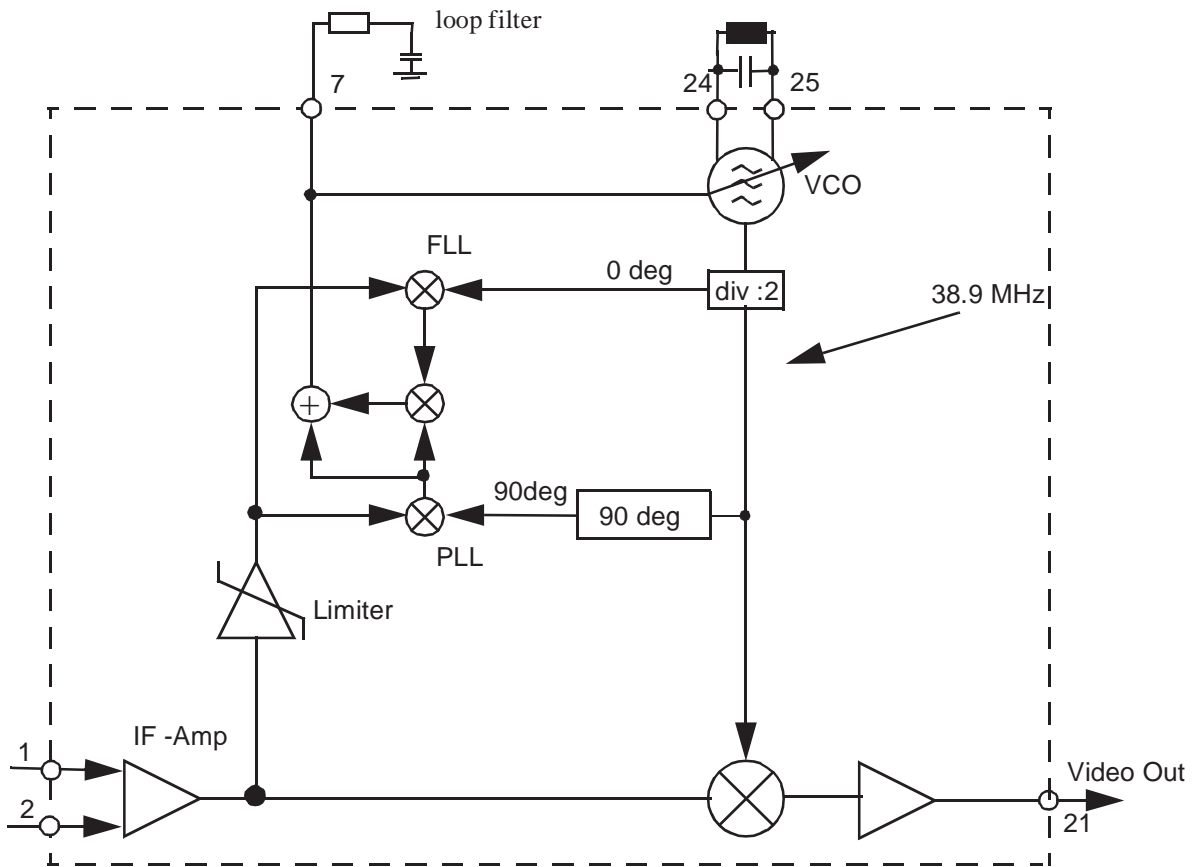 loop filter
7
24
25
VCO
FLL
0 deg
div :2
38.9 MHz
+
90deg
90 deg
PLL
Limiter
IF -Amp
1
2
Video Out
21